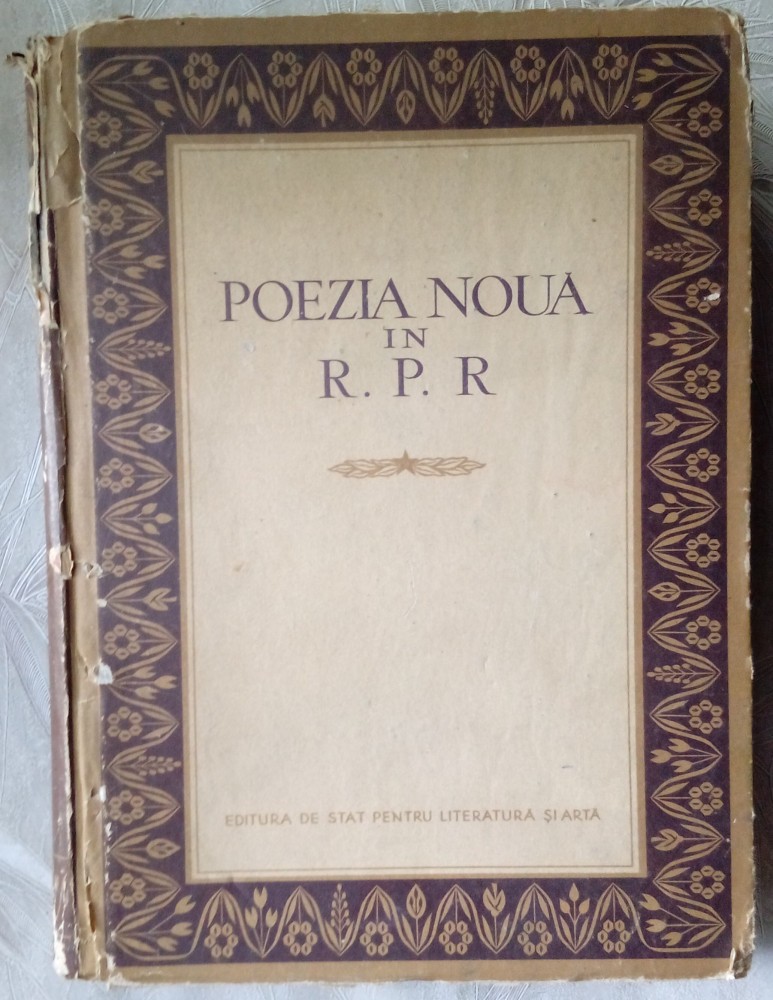 POEZIA NOUĂ
IN
R. P. R
EDITURA DE STAT PENTRU LITERATURĂ ȘI ARTĂ